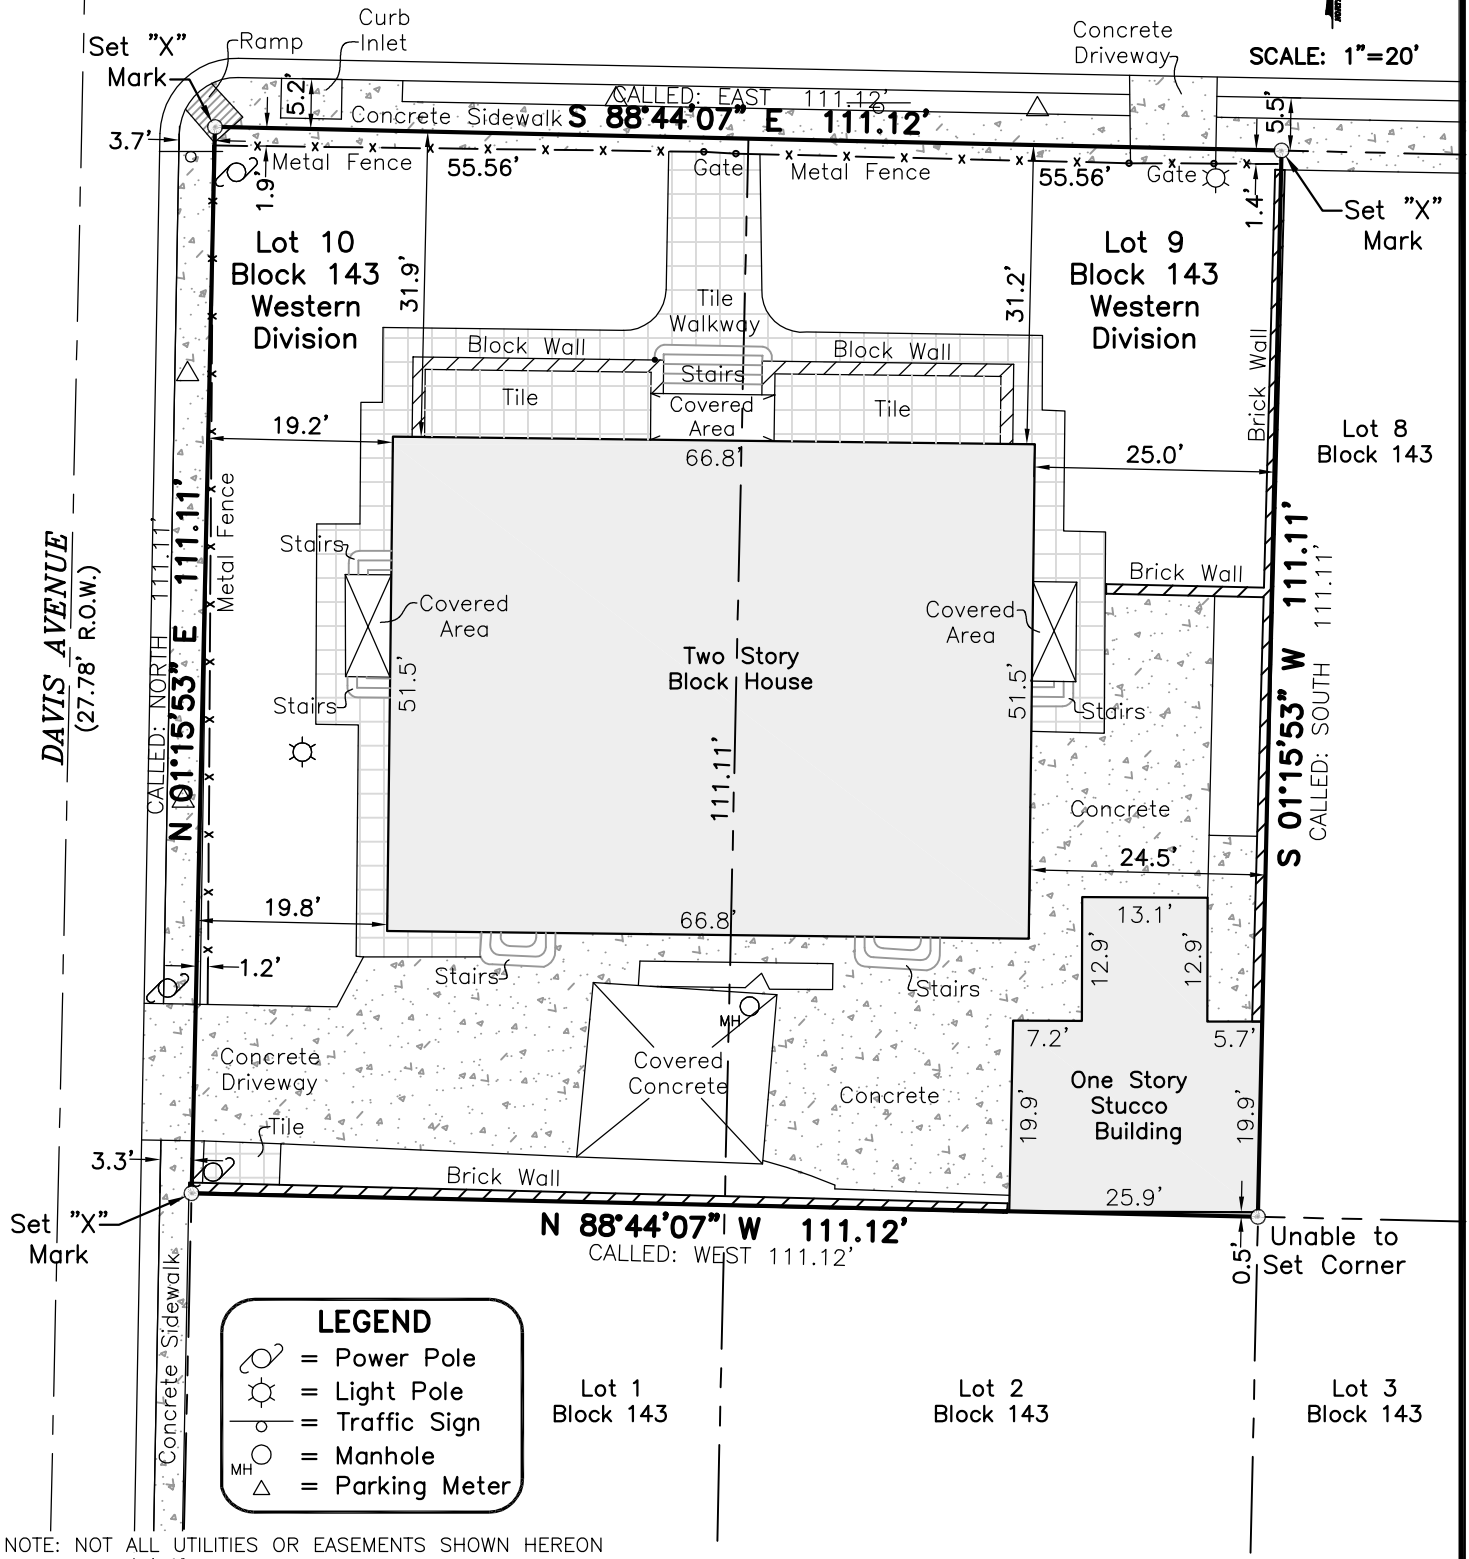 Curb
Inlet
Ramp
Set "X"
Mark
Concrete
Driveway
SCALE: 1"=20'
5.2'
CALLED: EAST 111.12'
S 88°44'07" E 111.12'
Concrete Sidewalk
5.5'
3.7'
Metal Fence
55.56'
Gate
Metal Fence
55.56'
Gate
1.9'
1.4'
Set "X"
Mark
Lot 10
Block 143
Western
Division
31.9'
Tile
Walkway
31.2'
Lot 9
Block 143
Western
Division
Block Wall
Block Wall
Stairs
Tile
Covered
Area
Tile
Brick Wall
Lot 8
Block 143
19.2'
66.8'
25.0'
DAVIS AVENUE
(27.78' R.O.W.)
CALLED: NORTH 111.11'
N 01°15'53" E 111.11'
Metal Fence
Stairs
Covered
Area
51.5'
Stairs
Two Story
Block House
111.11'
Covered
Area
51.5'
Stairs
Brick Wall
S 01°15'53" W 111.11'
CALLED: SOUTH 111.11'
Concrete
24.5'
19.8'
66.8'
13.1'
12.9'
12.9'
1.2'
Stairs
Stairs
MH
7.2'
5.7'
Concrete
Driveway
Covered
Concrete
Concrete
One Story
Stucco
Building
19.9'
19.9'
Tile
3.3'
Brick Wall
25.9'
Set "X"
Mark
N 88°44'07" W 111.12'
CALLED: WEST 111.12'
0.5'
Unable to
Set Corner
Concrete Sidewalk
LEGEND
= Power Pole
= Light Pole
= Traffic Sign
MH = Manhole
= Parking Meter
Lot 1
Block 143
Lot 2
Block 143
Lot 3
Block 143
NOTE: NOT ALL UTILITIES OR EASEMENTS SHOWN HEREON